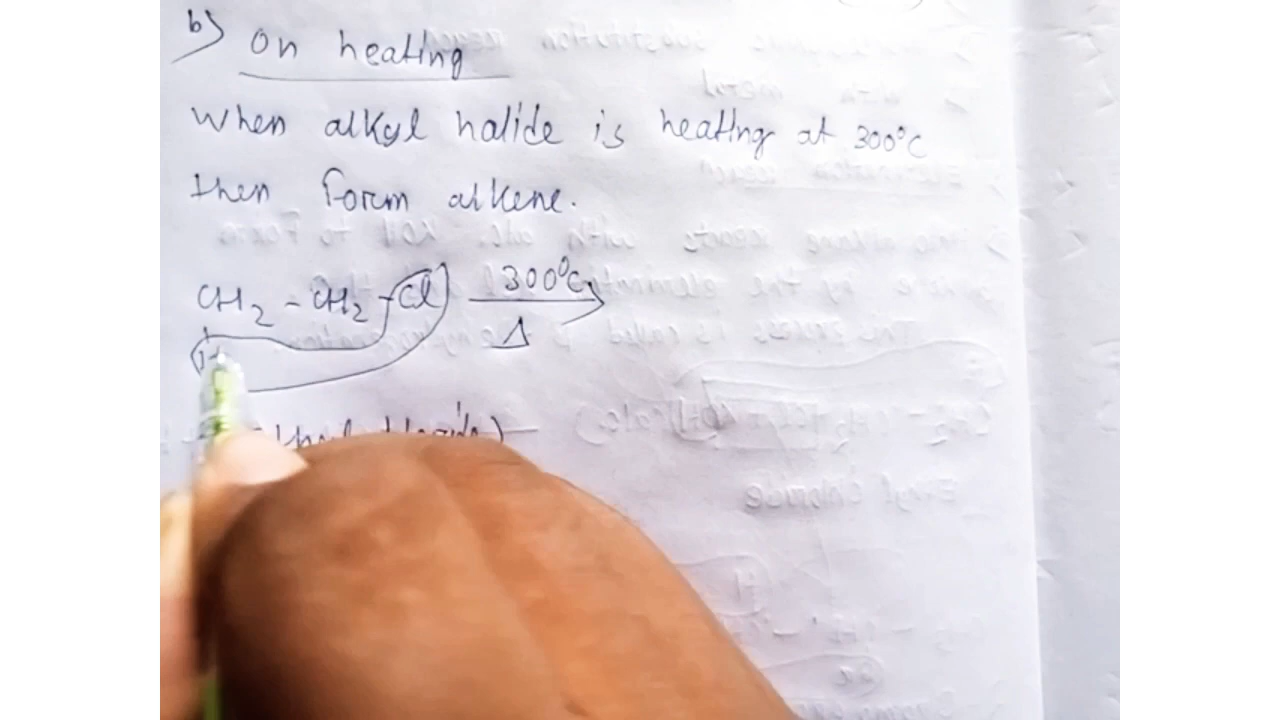 b) On heating
When alkyl halide is heating at 300°C
then form alkene.
CH2 - CH2 - Cl 300°C
H Δ